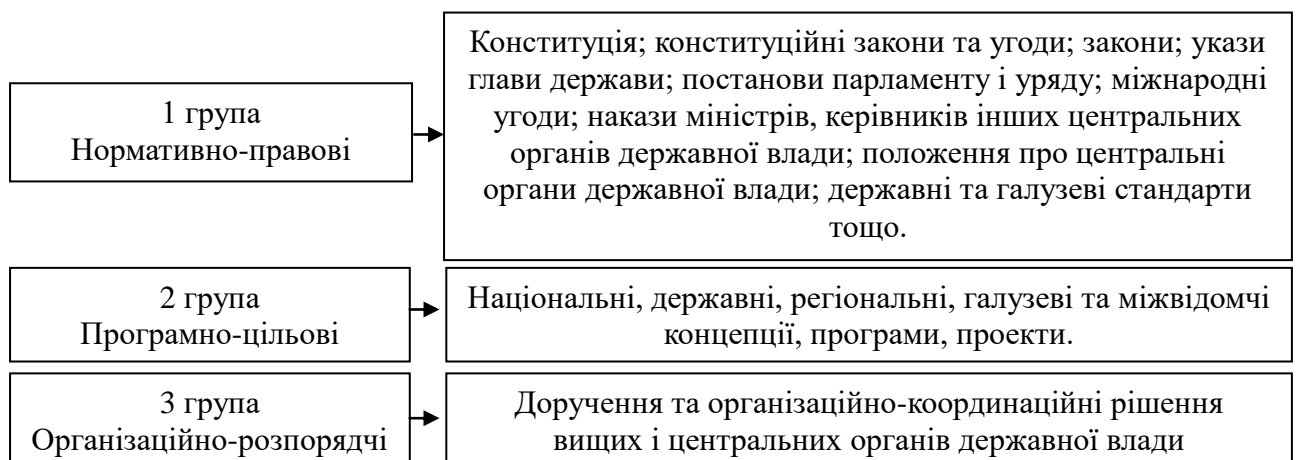 1 група
Нормативно-правові
Конституція; конституційні закони та угоди; закони; укази
глави держави; постанови парламенту і уряду; міжнародні
угоди; накази міністрів, керівників інших центральних
органів державної влади; положення про центральні
органи державної влади; державні та галузеві стандарти
тощо.
2 група
Програмно-цільові
Національні, державні, регіональні, галузеві та міжвідомчі
концепції, програми, проекти.
3 група
Організаційно-розпорядчі
Доручення та організаційно-координаційні рішення
вищих і центральних органів державної влади